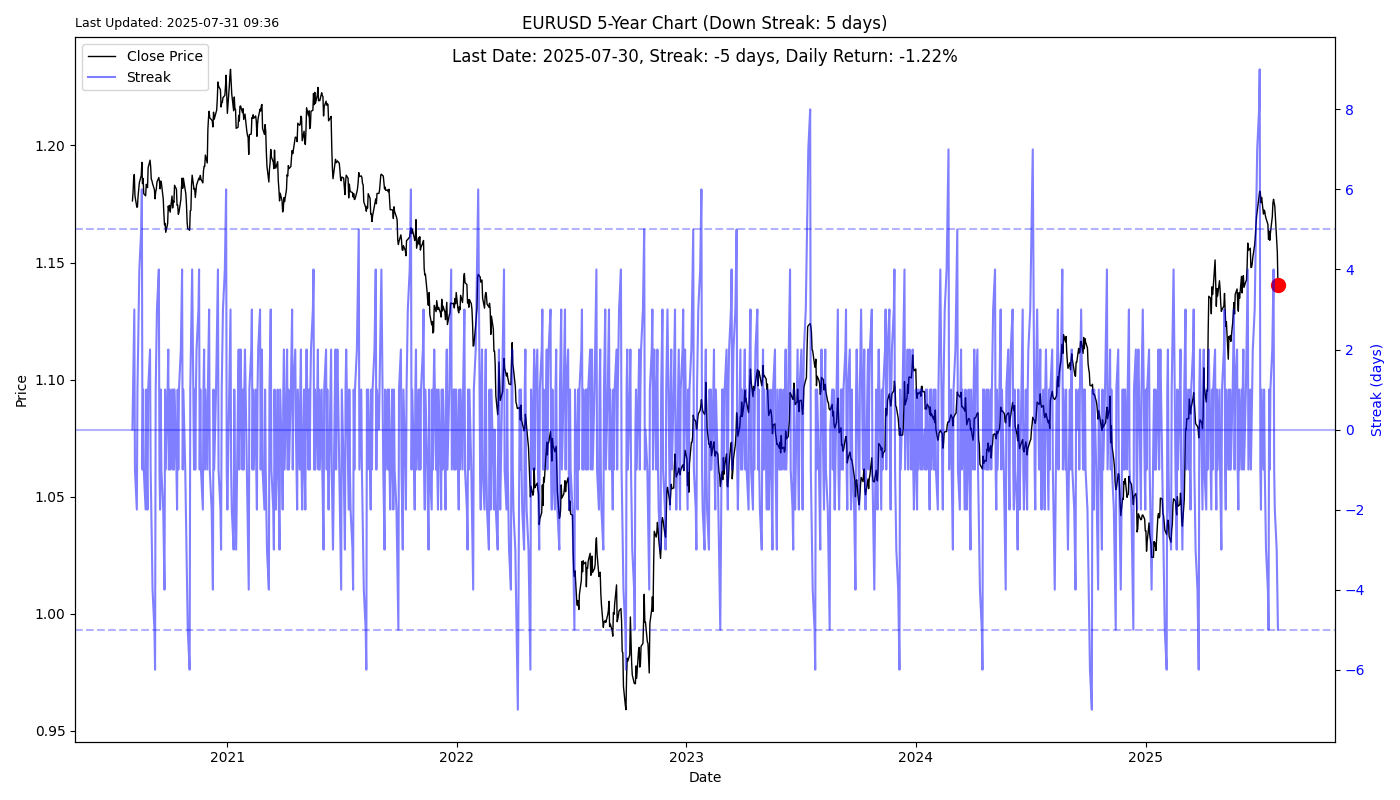 Last Updated: 2025-07-31 09:36
EURUSD 5-Year Chart (Down Streak: 5 days)
Last Date: 2025-07-30, Streak: -5 days, Daily Return: -1.22%
Close Price
Streak
1.20
1.15
1.10
1.05
1.00
0.95
Price
8
6
4
2
0
−2
−4
−6
Streak (days)
2021
2022
2023
2024
2025
Date